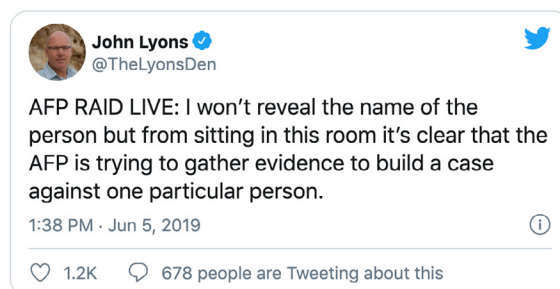 John Lyons
@TheLyonsDen
AFP RAID LIVE: I won’t reveal the name of the
person but from sitting in this room it’s clear that the
AFP is trying to gather evidence to build a case
against one particular person.
1:38 PM · Jun 5, 2019
1.2K 678 people are Tweeting about this